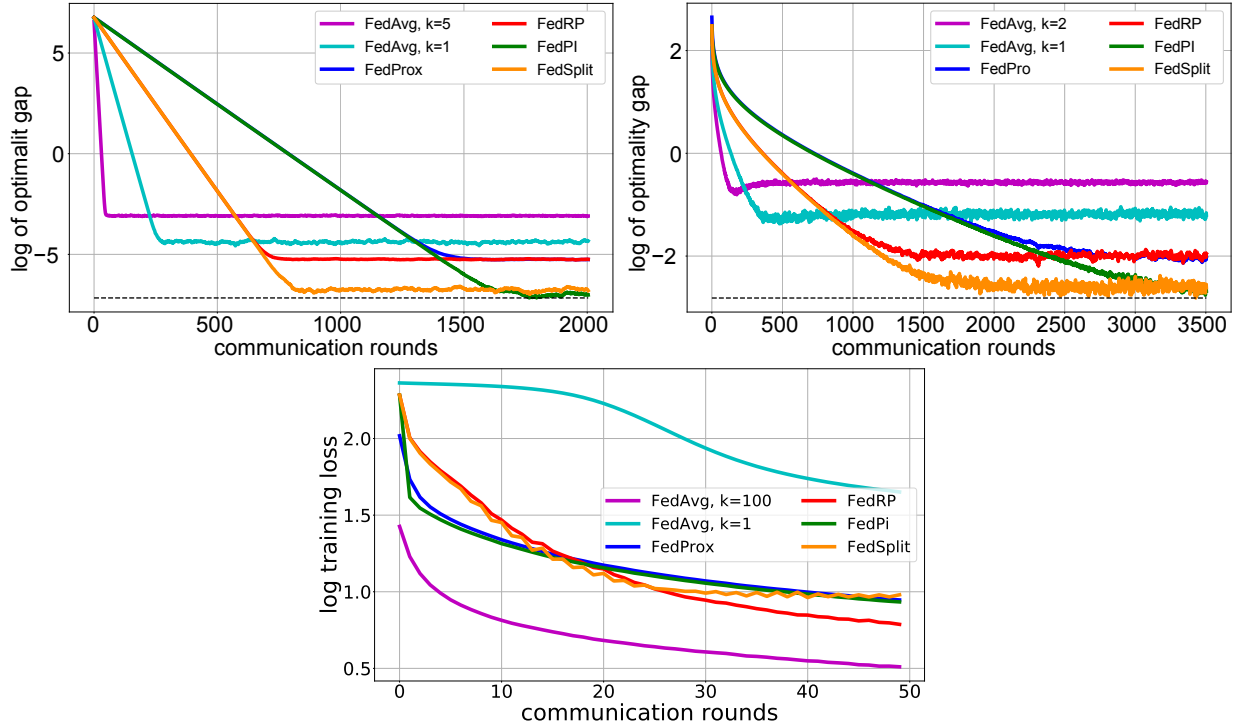 FedAvg, k=5 FedRP
FedAvg, k=1 FedPI
FedProx FedSplit
log of optimalit gap
5
0
−5
0 500 1000 1500 2000
communication rounds
FedAvg, k=2 FedRP
FedAvg, k=1 FedPI
FedPro FedSplit
log of optimality gap
2
0
−2
0 500 1000 1500 2000 2500 3000 3500
communication rounds
FedAvg, k=100 FedRP
FedAvg, k=1 FedPi
FedProx FedSplit
log training loss
2.0
1.5
1.0
0.5
0 10 20 30 40 50
communication rounds